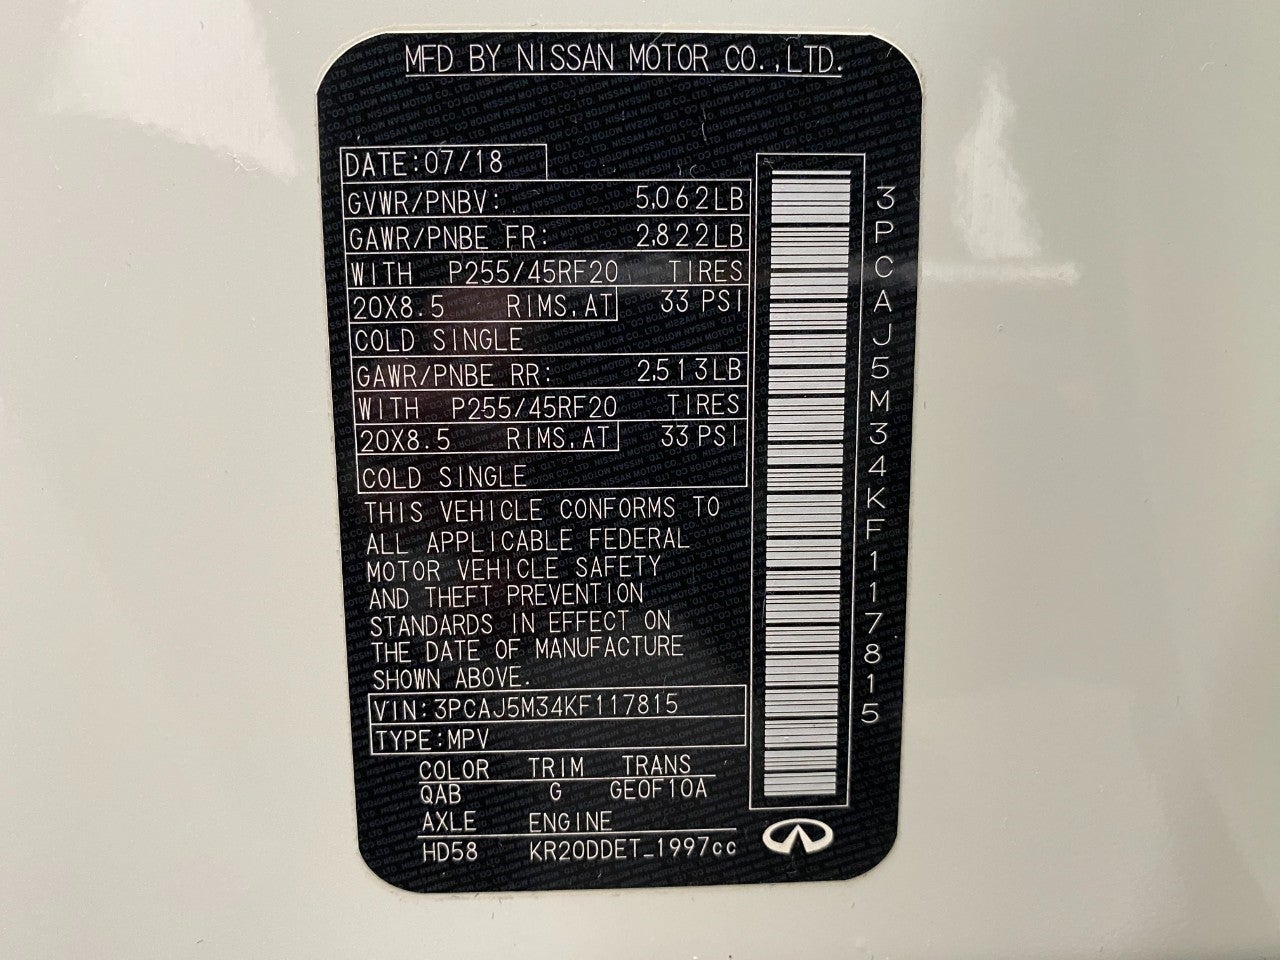 MFD BY NISSAN MOTOR CO.,LTD.
DATE:07/18
GVWR/PNBV: 5,062LB
GAWR/PNBE FR: 2,822LB
WITH P255/45RF20 TIRES
20X8.5 RIMS,AT 33 PSI
COLD SINGLE
GAWR/PNBE RR: 2,513LB
WITH P255/45RF20 TIRES
20X8.5 RIMS,AT 33 PSI
COLD SINGLE
THIS VEHICLE CONFORMS TO
ALL APPLICABLE FEDERAL
MOTOR VEHICLE SAFETY
AND THEFT PREVENTION
STANDARDS IN EFFECT ON
THE DATE OF MANUFACTURE
SHOWN ABOVE.
VIN:3PCAJ5M34KF117815
TYPE:MPV
COLOR TRIM TRANS
QAB G GE0F10A
AXLE ENGINE
HD58 KR20DDET_1997cc
3PCAJ5M34KF117815